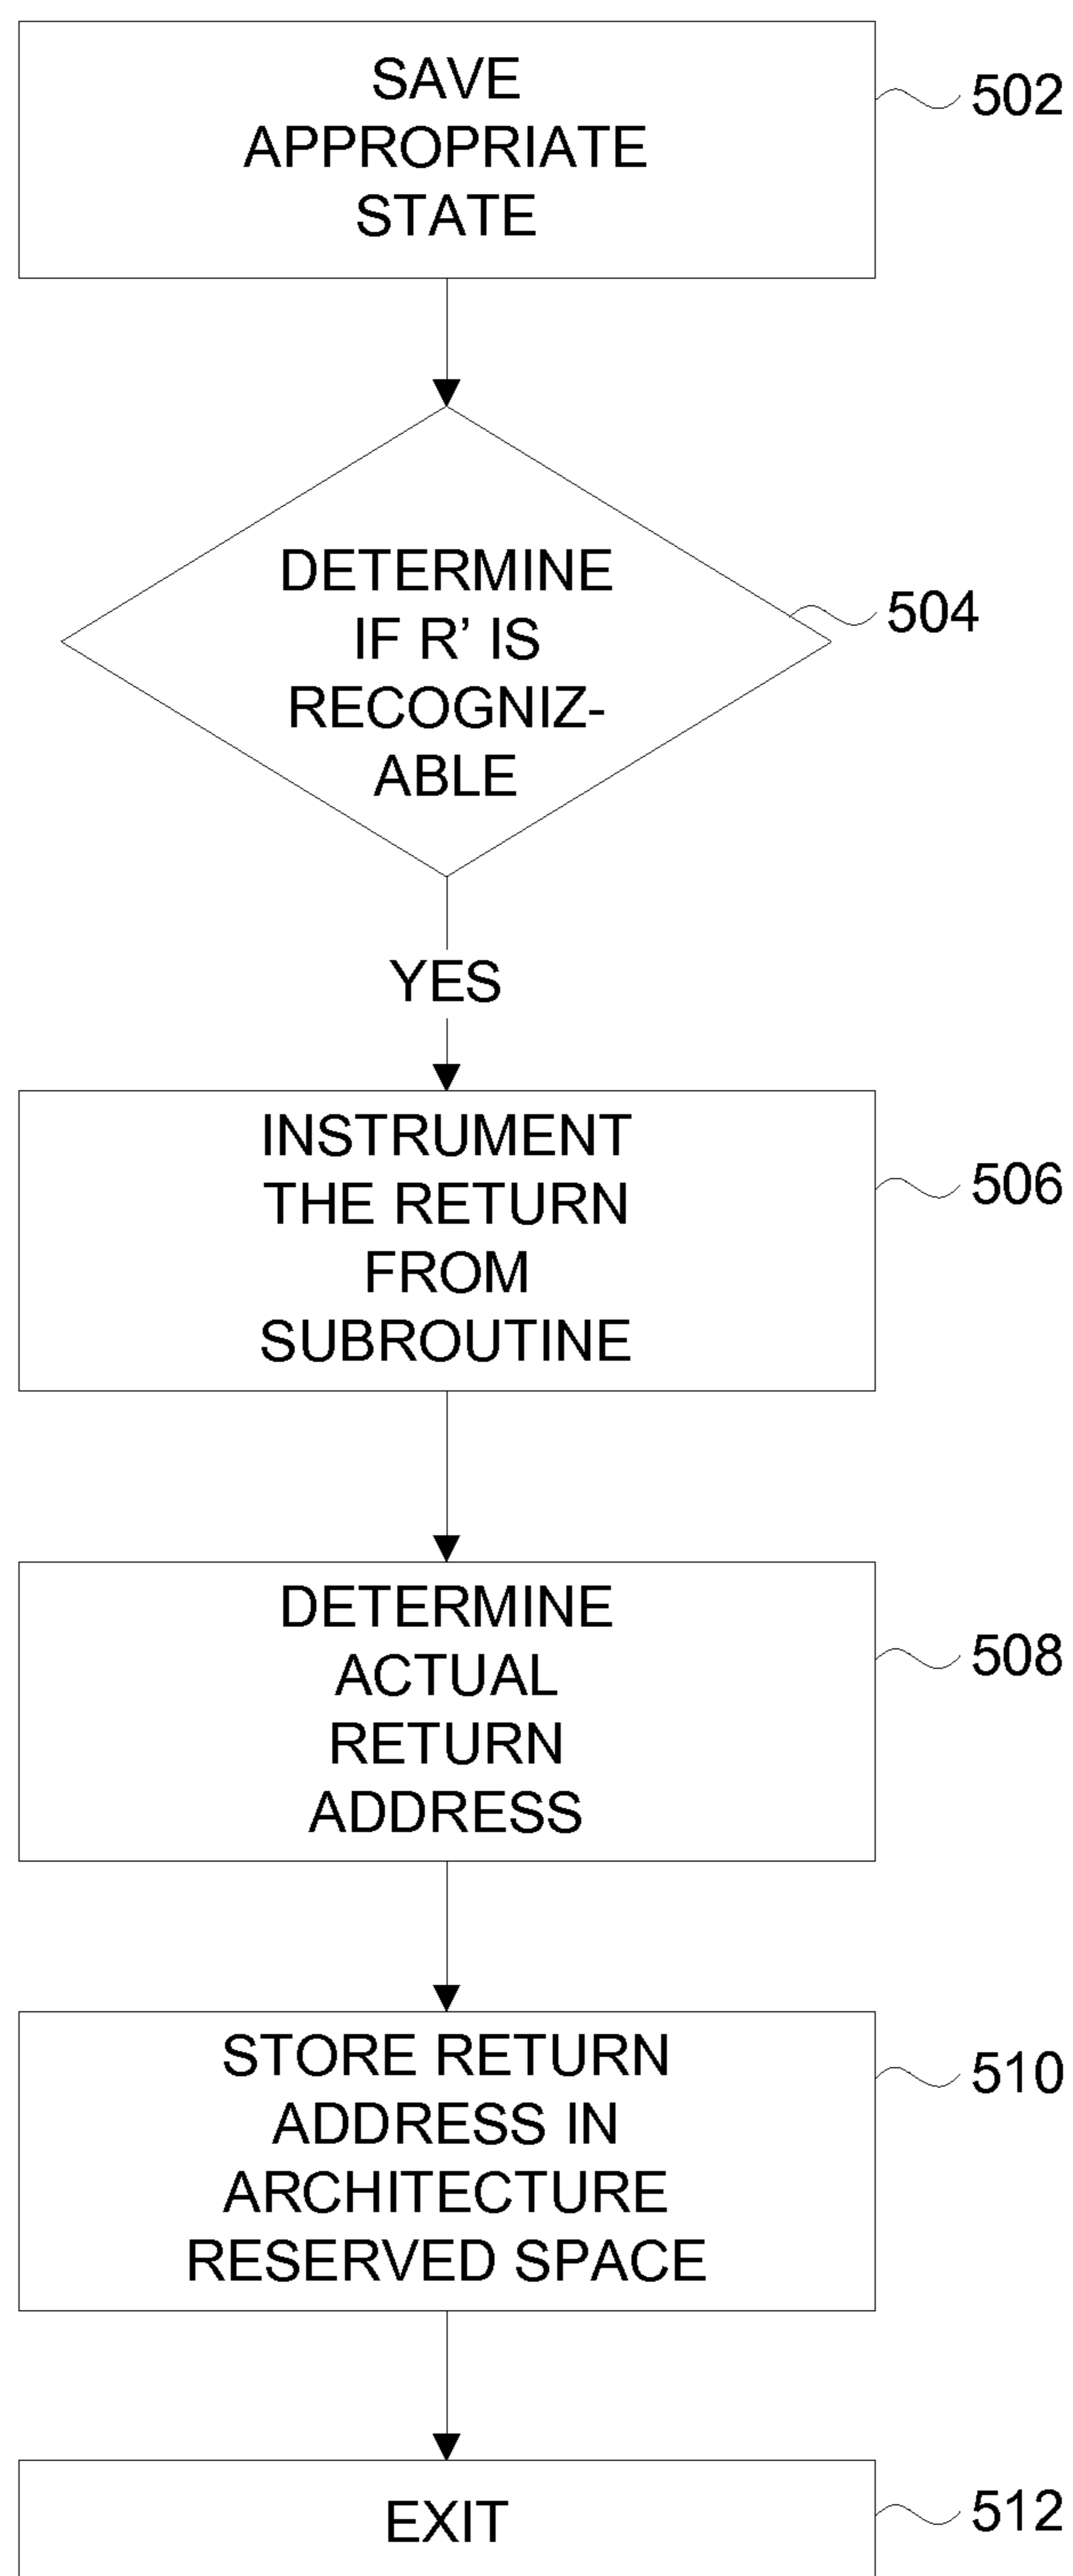 SAVE
APPROPRIATE
STATE
502
DETERMINE
IF R’ IS
RECOGNIZ-
ABLE
504
YES
INSTRUMENT
THE RETURN
FROM
SUBROUTINE
506
DETERMINE
ACTUAL
RETURN
ADDRESS
508
STORE RETURN
ADDRESS IN
ARCHITECTURE
RESERVED SPACE
510
EXIT
512